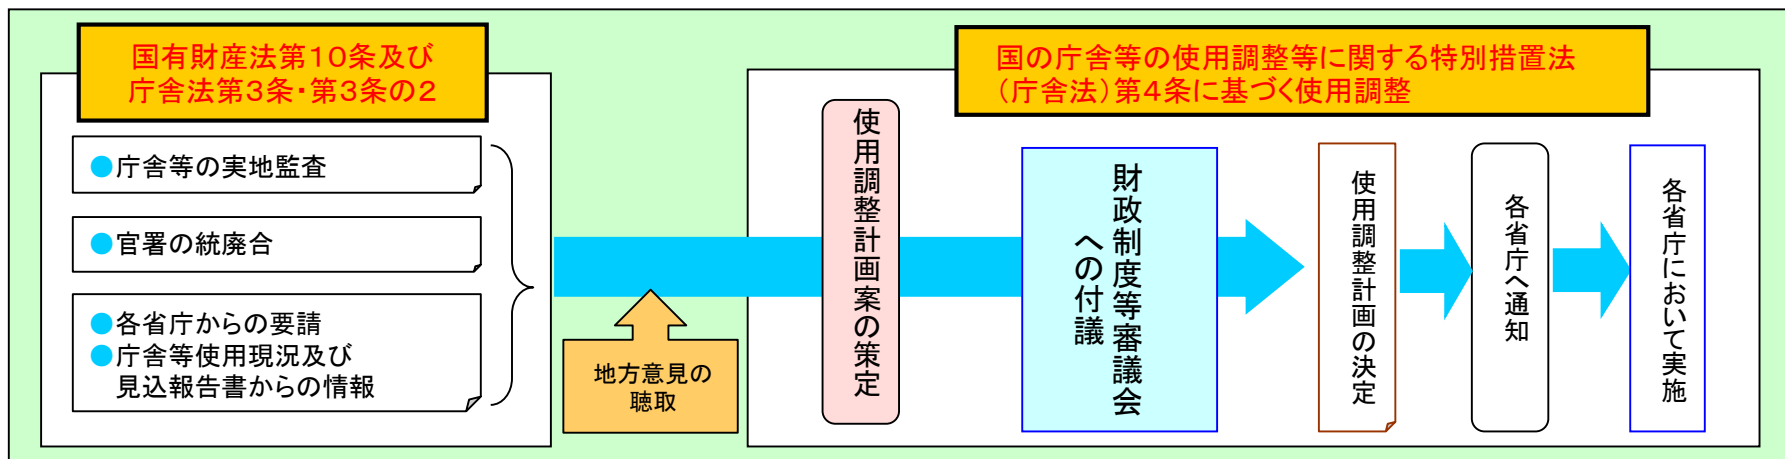 国有財産法第１０条及び
庁舎法第３条・第３条の２
●庁舎等の実地監査
●官署の統廃合
●各省庁からの要請
●庁舎等使用現況及び
見込報告書からの情報
地方意見の
聴取
国の庁舎等の使用調整等に関する特別措置法
（庁舎法）第４条に基づく使用調整
使用調整計画案の策定
財政制度等審議会
への付議
使用調整計画の決定
各省庁へ通知
各省庁において実施